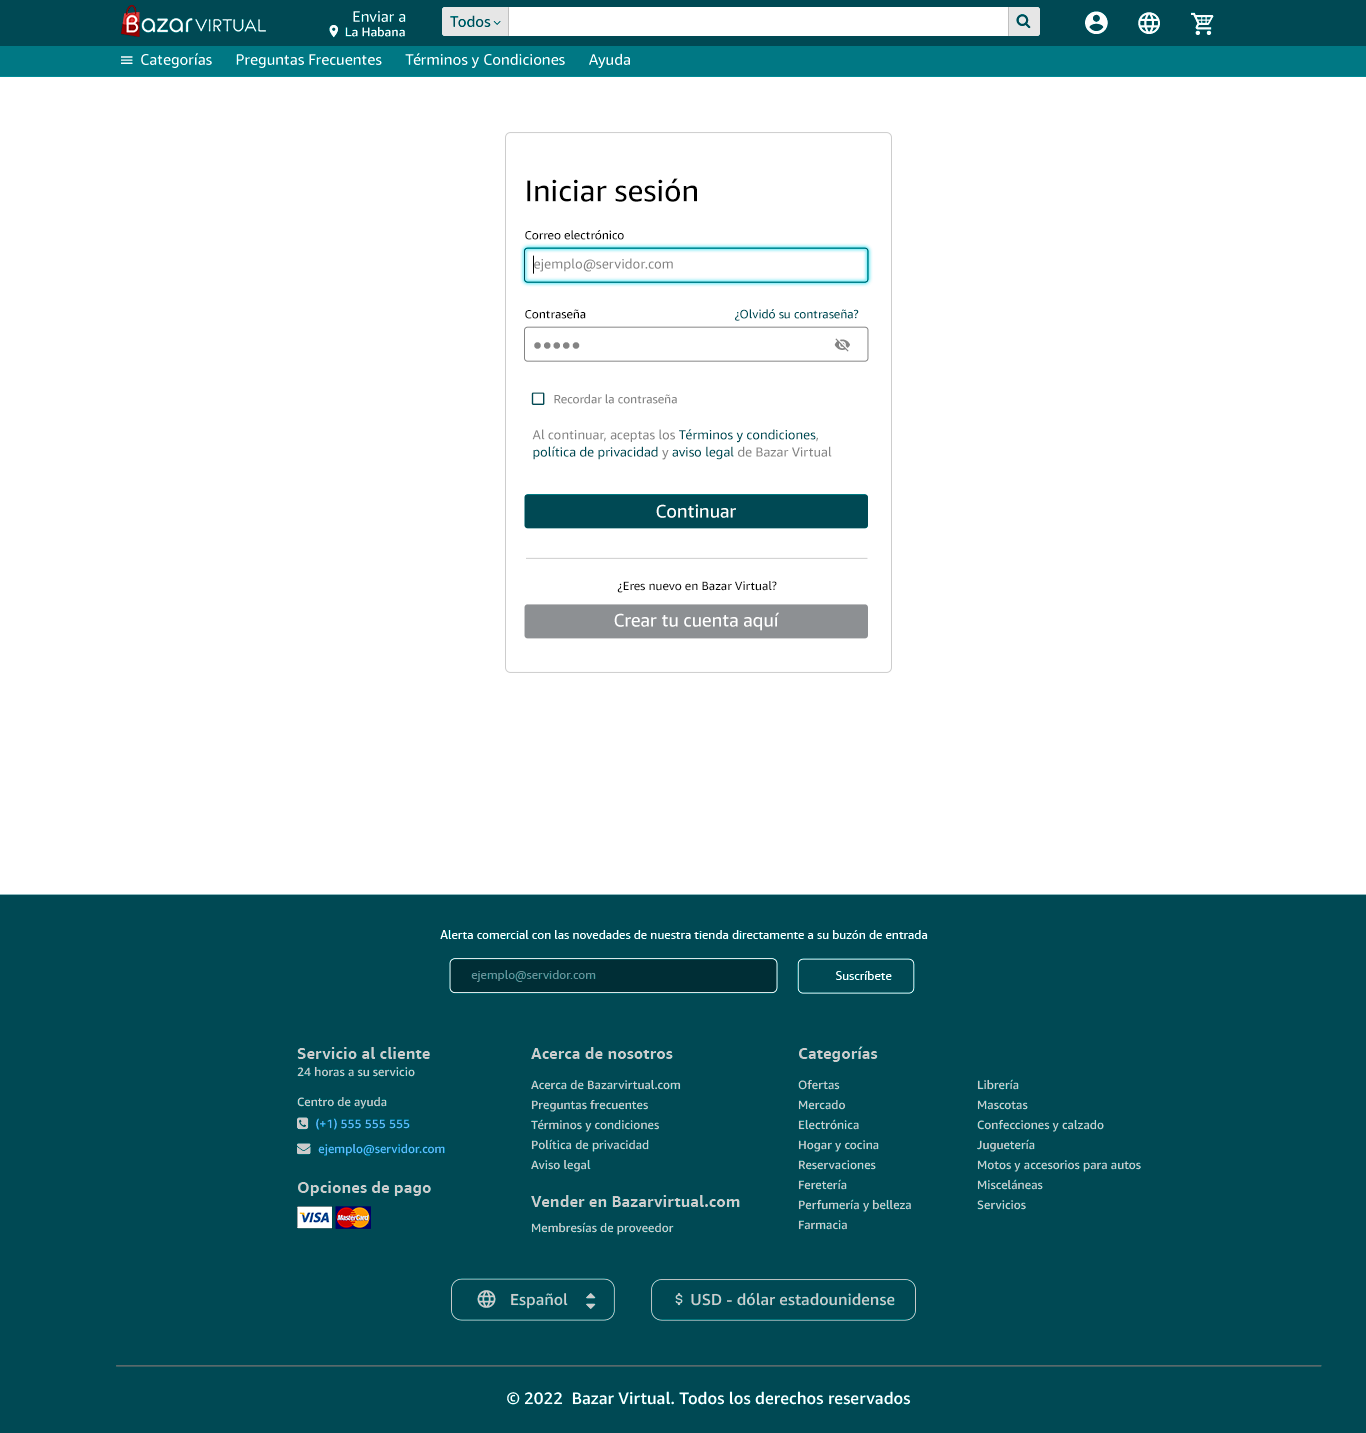 Bazar VIRTUAL
Enviar a
La Habana
Todos
Categorías
Preguntas Frecuentes
Términos y Condiciones
Ayuda
Iniciar sesión
Correo electrónico
ejemplo@servidor.com
Contraseña
¿Olvidó su contraseña?
Recordar la contraseña
Al continuar, aceptas los Términos y condiciones,
política de privacidad y aviso legal de Bazar Virtual
Continuar
¿Eres nuevo en Bazar Virtual?
Crear tu cuenta aquí
Alerta comercial con las novedades de nuestra tienda directamente a su buzón de entrada
ejemplo@servidor.com
Suscríbete
Servicio al cliente
24 horas a su servicio
Centro de ayuda
(+1) 555 555 555
ejemplo@servidor.com
Opciones de pago
VISA
MasterCard
Acerca de nosotros
Acerca de Bazarvirtual.com
Preguntas frecuentes
Términos y condiciones
Política de privacidad
Aviso legal
Vender en Bazarvirtual.com
Membresías de proveedor
Categorías
Ofertas
Mercado
Electrónica
Hogar y cocina
Reservaciones
Feretería
Perfumería y belleza
Farmacia
Librería
Mascotas
Confecciones y calzado
Juguetería
Motos y accesorios para autos
Misceláneas
Servicios
Español
$ USD - dólar estadounidense
© 2022 Bazar Virtual. Todos los derechos reservados